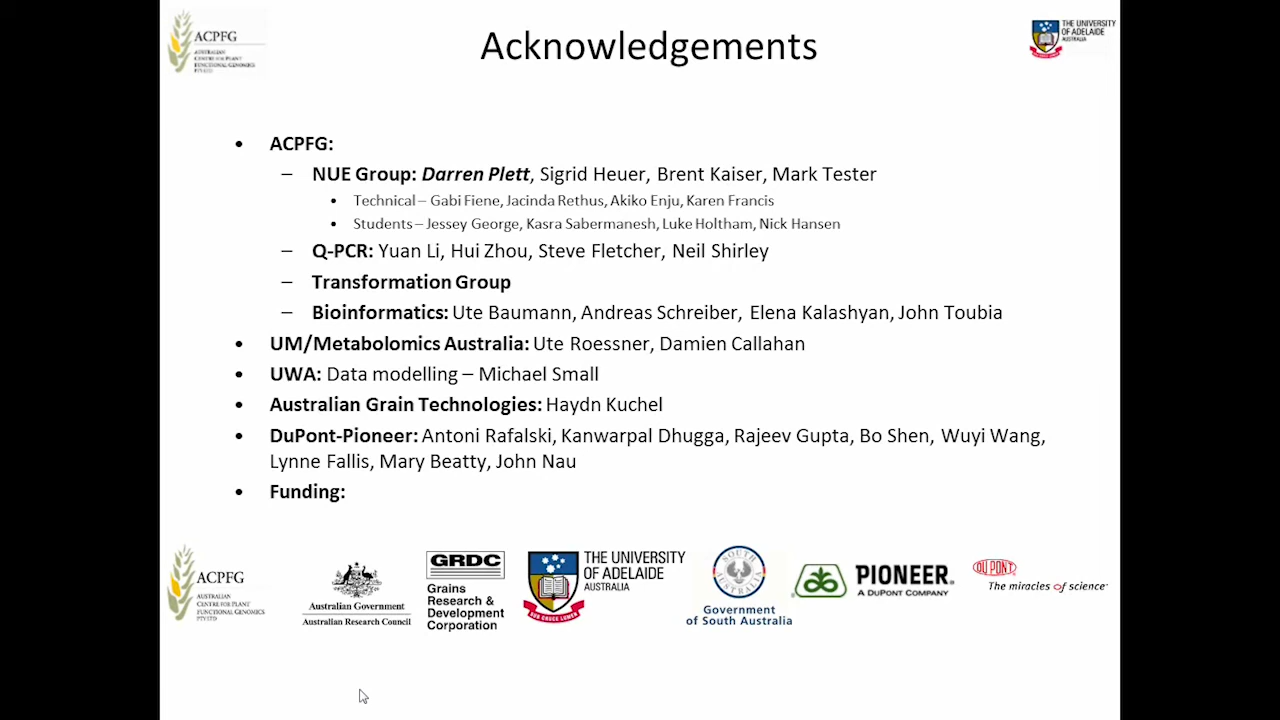 ACPFG
AUSTRALIAN
CENTRE FOR PLANT
FUNCTIONAL GENOMICS
PTY LTD
Acknowledgements
THE UNIVERSITY
OF ADELAIDE
AUSTRALIA
• ACPFG:
– NUE Group: Darren Plett, Sigrid Heuer, Brent Kaiser, Mark Tester
• Technical – Gabi Fiene, Jacinda Rethus, Akiko Enju, Karen Francis
• Students – Jessey George, Kasra Sabermanesh, Luke Holtham, Nick Hansen
– Q-PCR: Yuan Li, Hui Zhou, Steve Fletcher, Neil Shirley
– Transformation Group
– Bioinformatics: Ute Baumann, Andreas Schreiber, Elena Kalashyan, John Toubia
• UM/Metabolomics Australia: Ute Roessner, Damien Callahan
• UWA: Data modelling – Michael Small
• Australian Grain Technologies: Haydn Kuchel
• DuPont-Pioneer: Antoni Rafalski, Kanwarpal Dhugga, Rajeev Gupta, Bo Shen, Wuyi Wang,
Lynne Fallis, Mary Beatty, John Nau
• Funding:
ACPFG
AUSTRALIAN
CENTRE FOR PLANT
FUNCTIONAL GENOMICS
PTY LTD
Australian Government
Australian Research Council
GRDC
Grains
Research &
Development
Corporation
THE UNIVERSITY
OF ADELAIDE
AUSTRALIA
SUB CRUCE LUMEN
SOUTH
AUSTRALIA
Government
of South Australia
PIONEER®
A DUPONT COMPANY
DUPONT
The miracles of science™